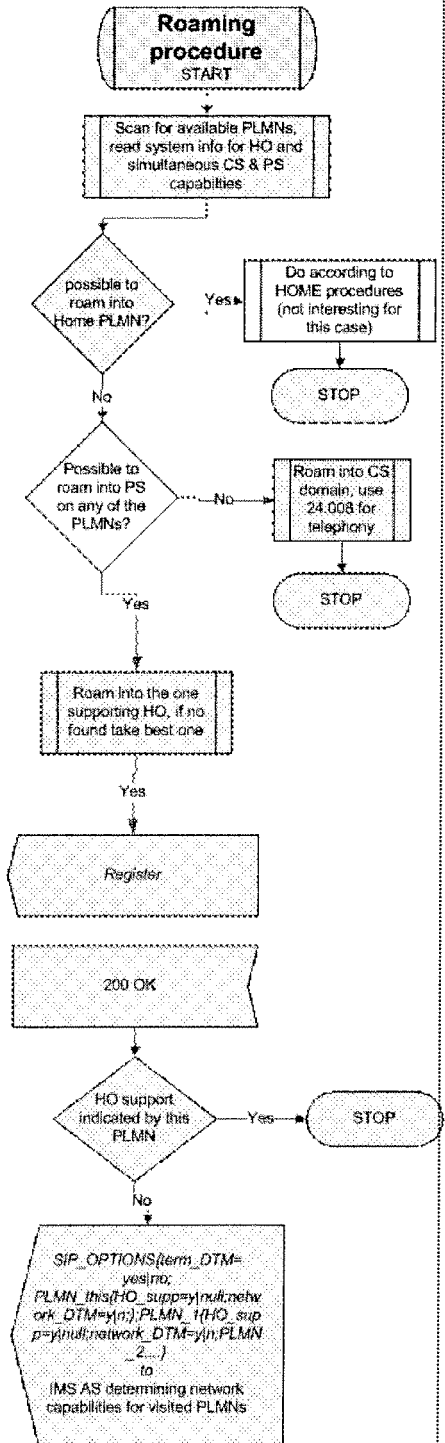 Roaming
procedure
START
Scan for available PLMNs,
read system info for HO and
simultaneous CS & PS
capabilties
possible to
roam into
Home PLMN?
Yes
Do according to
HOME procedures
(not interesting for
this case)
STOP
No
Possible to
roam into PS
on any of the
PLMNs?
No
Roam into CS
domain, use
24.008 for
telephony
STOP
Yes
Roam into the one
supporting HO, if no
found take best one
Yes
Register
200 OK
HO support
indicated by this
PLMN
Yes
STOP
No
SIP_OPTIONS{term_DTM=
yes|no;
PLMN_this(HO_supp=y|null;netw
ork_DTM=y|n;);PLMN_1(HO_sup
p=y|null;network_DTM=y|n;PLMN
_2....}
to
IMS AS determining network
capabilities for visited PLMNs